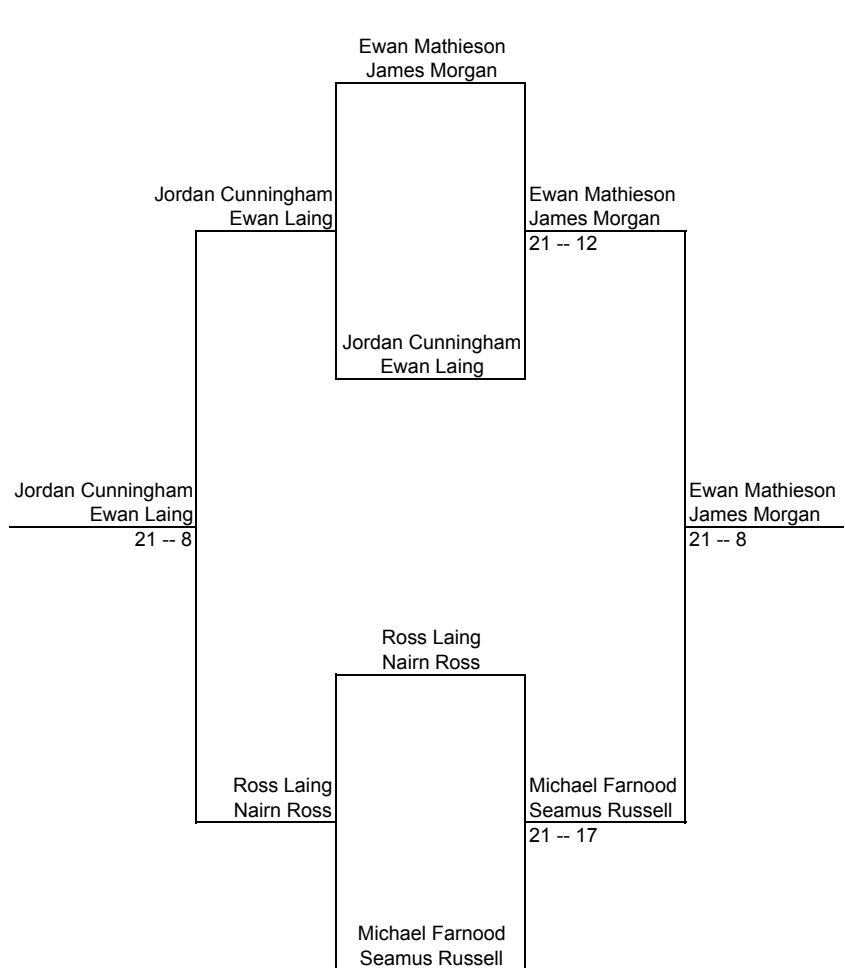 Ewan Mathieson
James Morgan
Jordan Cunningham
Ewan Laing
Ewan Mathieson
James Morgan
21 -- 12
Jordan Cunningham
Ewan Laing
Jordan Cunningham
Ewan Laing
21 -- 8
Ewan Mathieson
James Morgan
21 -- 8
Ross Laing
Nairn Ross
Ross Laing
Nairn Ross
Michael Farnood
Seamus Russell
21 -- 17
Michael Farnood
Seamus Russell